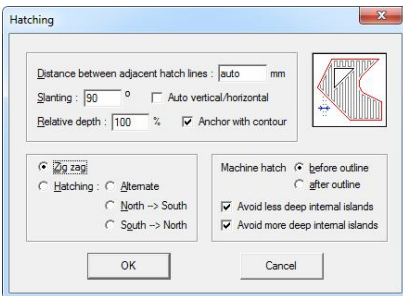 Hatching
Distance between adjacent hatch lines : auto mm
Slanting : 90 o Auto vertical/horizontal
Relative depth : 100 % Anchor with contour
Zig zag
Hatching : Alternate
North --> South
South --> North
Machine hatch before outline
after outline
Avoid less deep internal islands
Avoid more deep internal islands
OK Cancel